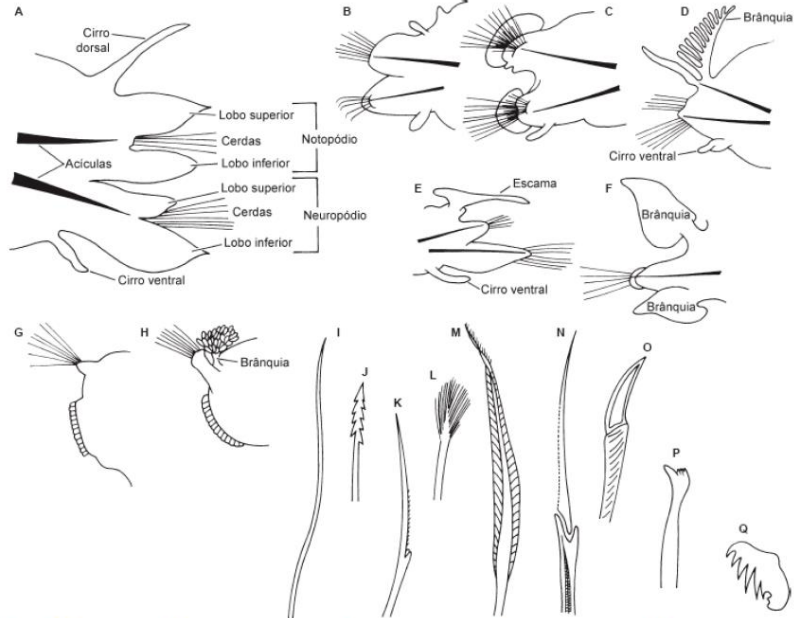 A
Cirro
dorsal
Lobo superior
Cerdas
Notopódio
Lobo inferior
Acículas
Lobo superior
Cerdas
Neuropódio
Lobo inferior
Cirro ventral
B
C
D
Brânquia
Cirro ventral
E
Escama
Cirro ventral
F
Brânquia
Brânquia
G
H
Brânquia
I
J
K
L
M
N
O
P
Q